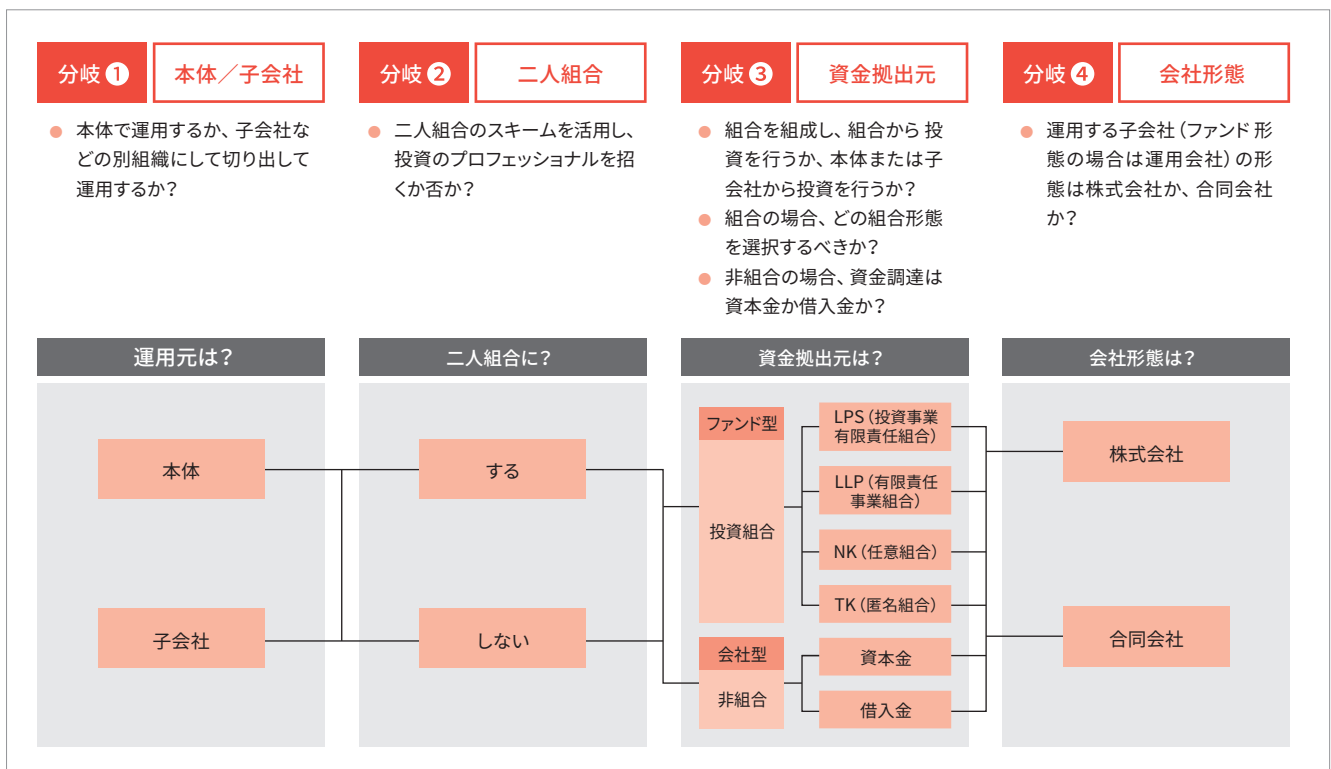 分岐 1 本体／子会社
● 本体で運用するか、子会社な
どの別組織にして切り出して
運用するか？
分岐 2 二人組合
● 二人組合のスキームを活用し、
投資のプロフェッショナルを招
くか否か？
分岐 3 資金拠出元
● 組合を組成し、組合から投
資を行うか、本体または子
会社から投資を行うか？
● 組合の場合、どの組合形態
を選択するべきか？
● 非組合の場合、資金調達は
資本金か借入金か？
分岐 4 会社形態
● 運用する子会社（ファンド形
態の場合は運用会社）の形
態は株式会社か、合同会社
か？
運用元は？
本体
子会社
二人組合に？
する
しない
資金拠出元は？
ファンド型
投資組合
LPS（投資事業
有限責任組合）
LLP（有限責任
事業組合）
NK（任意組合）
TK（匿名組合）
会社型
非組合
資本金
借入金
会社形態は？
株式会社
合同会社